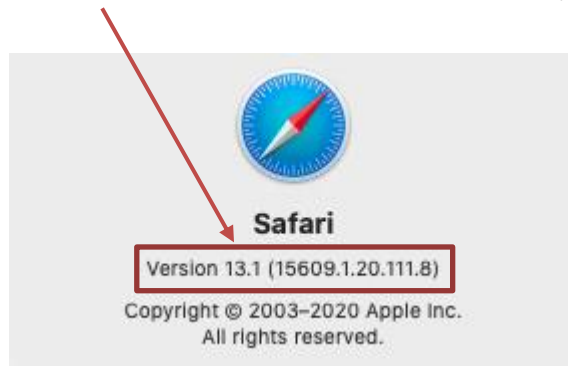 Safari
Version 13.1 (15609.1.20.111.8)
Copyright © 2003–2020 Apple Inc.
All rights reserved.